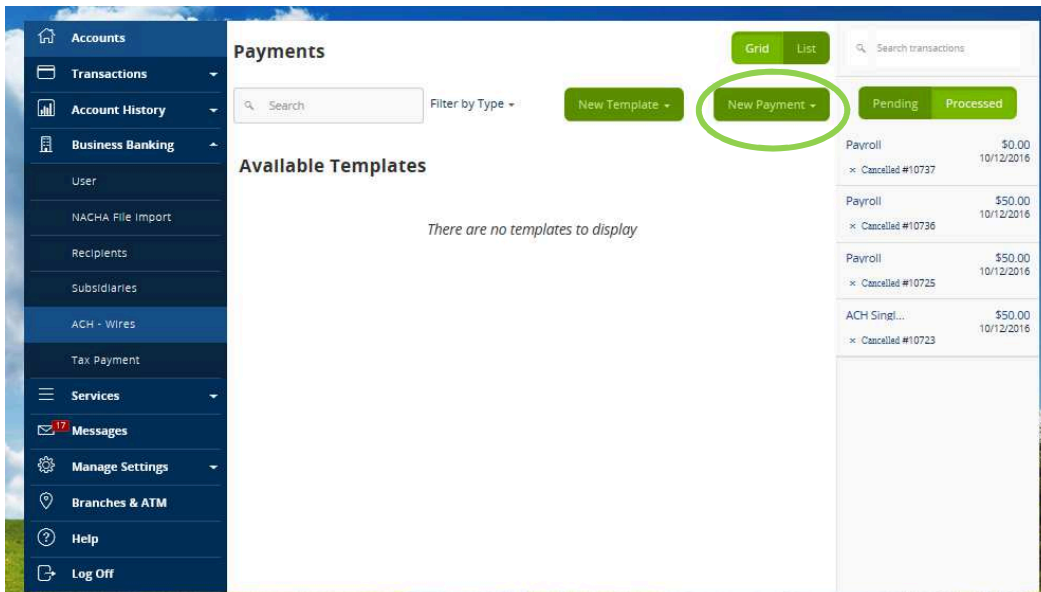 Accounts
Transactions
Account History
Business Banking
User
NACHA File Import
Recipients
Subsidiaries
ACH - Wires
Tax Payment
Services
17 Messages
Manage Settings
Branches & ATM
Help
Log Off
Payments
Grid List
Search
Filter by Type
New Template
New Payment
Available Templates
There are no templates to display
Search transactions
Pending Processed
Payroll $0.00
10/12/2016
× Cancelled #10737
Payroll $50.00
10/12/2016
× Cancelled #10736
Payroll $50.00
10/12/2016
× Cancelled #10725
ACH Singl... $50.00
10/12/2016
× Cancelled #10723